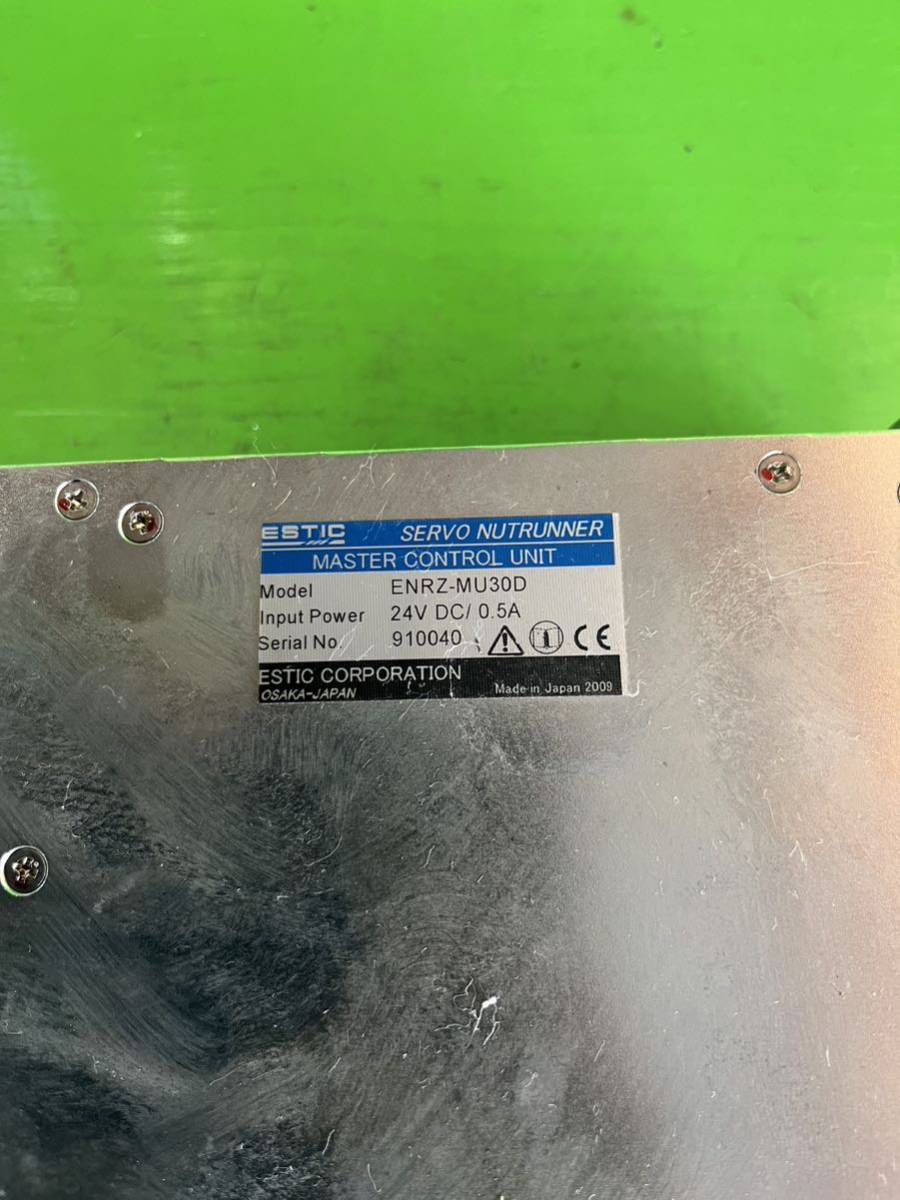 ESTIC SERVO NUTRUNNER
MASTER CONTROL UNIT
Model ENRZ-MU30D
Input Power 24V DC/ 0.5A
Serial No. 910040 CE
ESTIC CORPORATION
OSAKA-JAPAN Made in Japan 2009